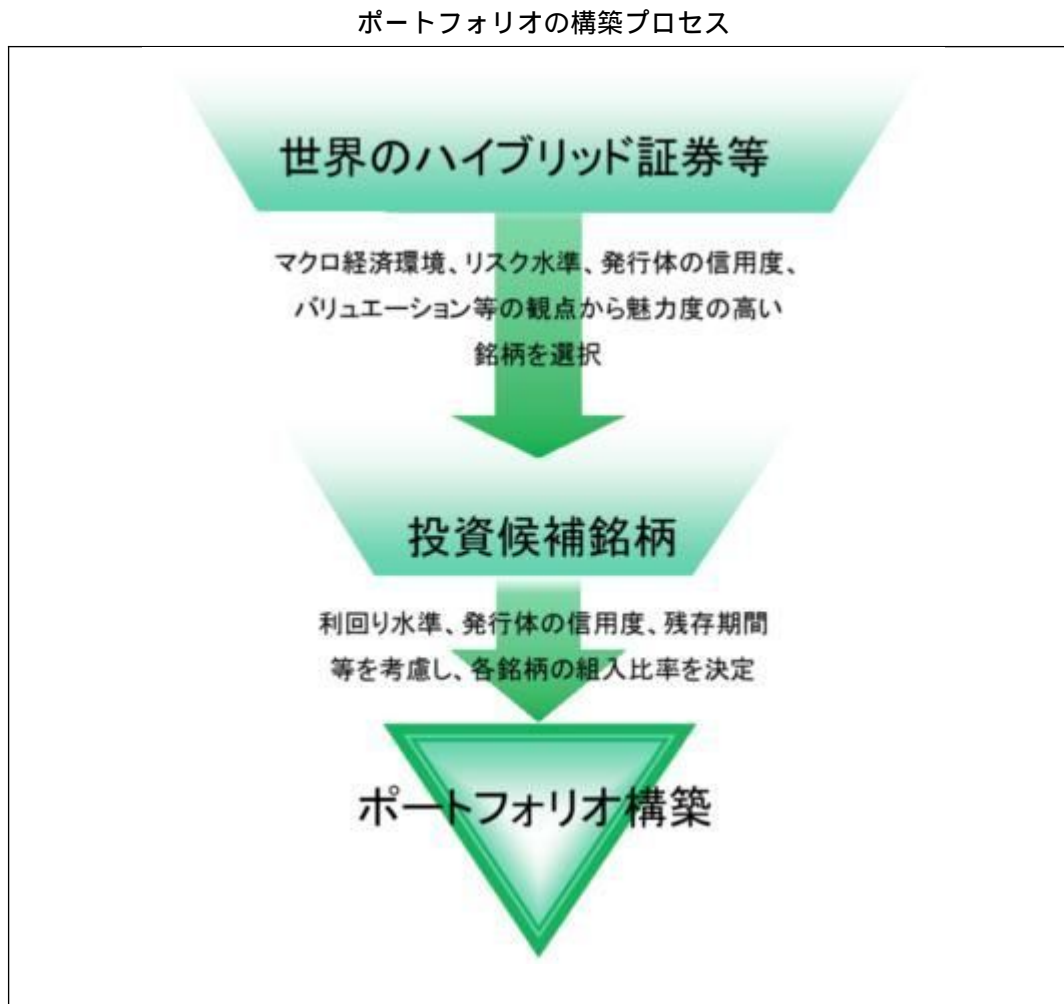 ポートフォリオの構築プロセス
世界のハイブリッド証券等
マクロ経済環境、リスク水準、発行体の信用度、
バリュエーション等の観点から魅力度の高い
銘柄を選択
投資候補銘柄
利回り水準、発行体の信用度、残存期間
等を考慮し、各銘柄の組入比率を決定
ポートフォリオ構築